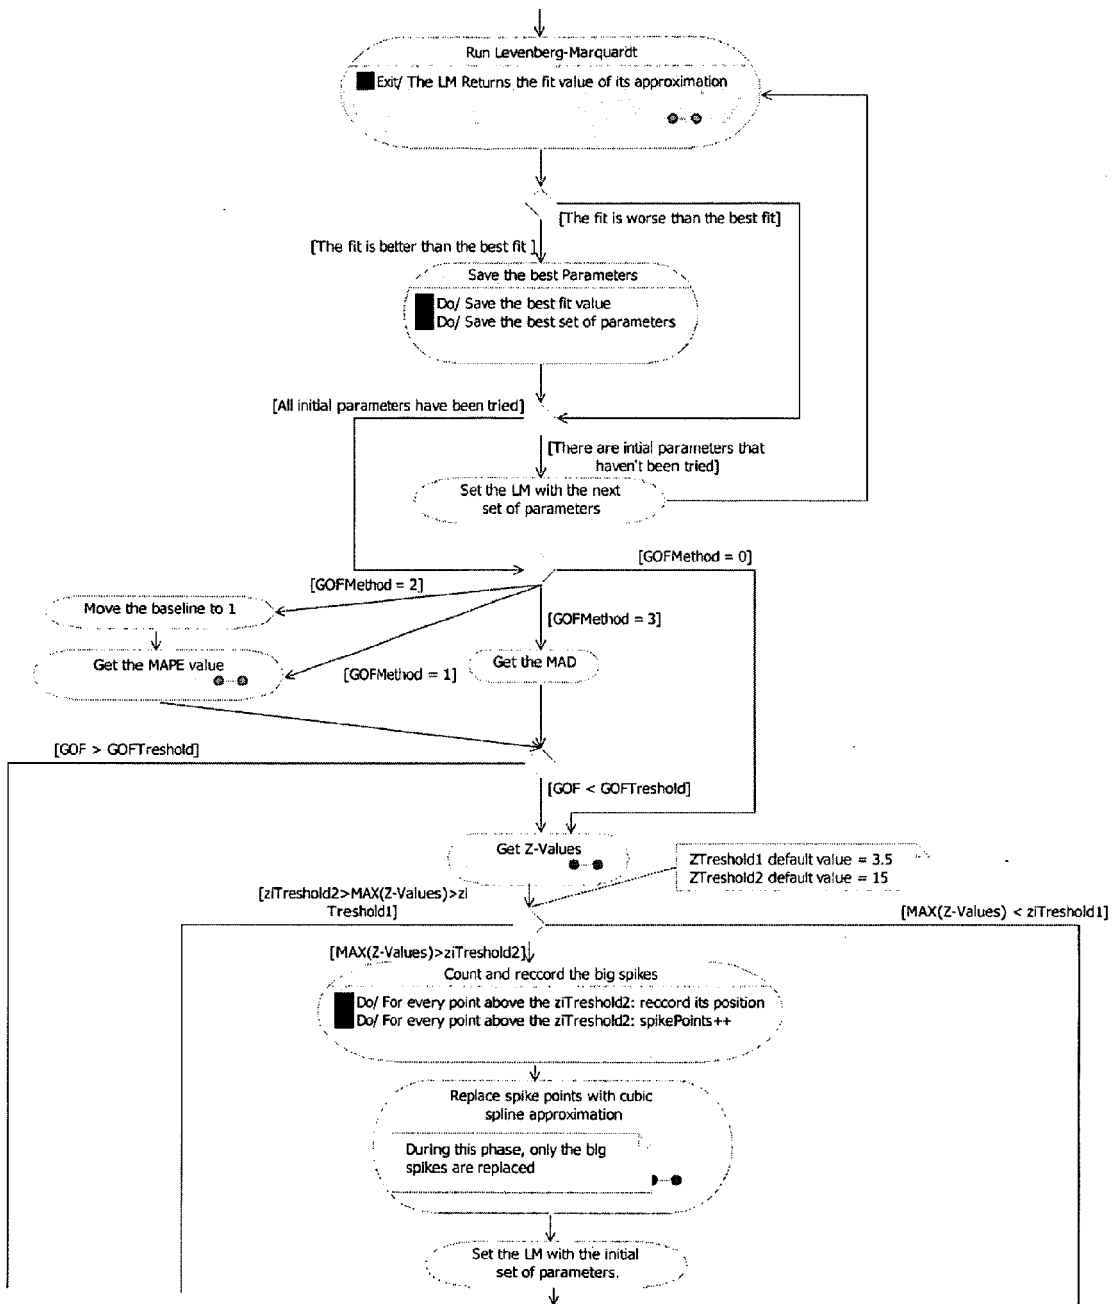 Run Levenberg-Marquardt
Exit/ The LM Returns the fit value of its approximation
[The fit is worse than the best fit]
[The fit is better than the best fit ]
Save the best Parameters
Do/ Save the best fit value
Do/ Save the best set of parameters
[All initial parameters have been tried]
[There are intial parameters that
haven't been tried]
Set the LM with the next
set of parameters
[GOFMethod = 0]
[GOFMethod = 2]
Move the baseline to 1
[GOFMethod = 3]
Get the MAPE value
[GOFMethod = 1]
Get the MAD
[GOF > GOFTreshold]
[GOF < GOFTreshold]
Get Z-Values
ZTreshold1 default value = 3.5
ZTreshold2 default value = 15
[ziTreshold2>MAX(Z-Values)>zi
Treshold1]
[MAX(Z-Values) < ziTreshold1]
[MAX(Z-Values)>ziTreshold2]
Count and reccord the big spikes
Do/ For every point above the ziTreshold2: reccord its position
Do/ For every point above the ziTreshold2: spikePoints++
Replace spike points with cubic
spline approximation
During this phase, only the big
spikes are replaced
Set the LM with the initial
set of parameters.